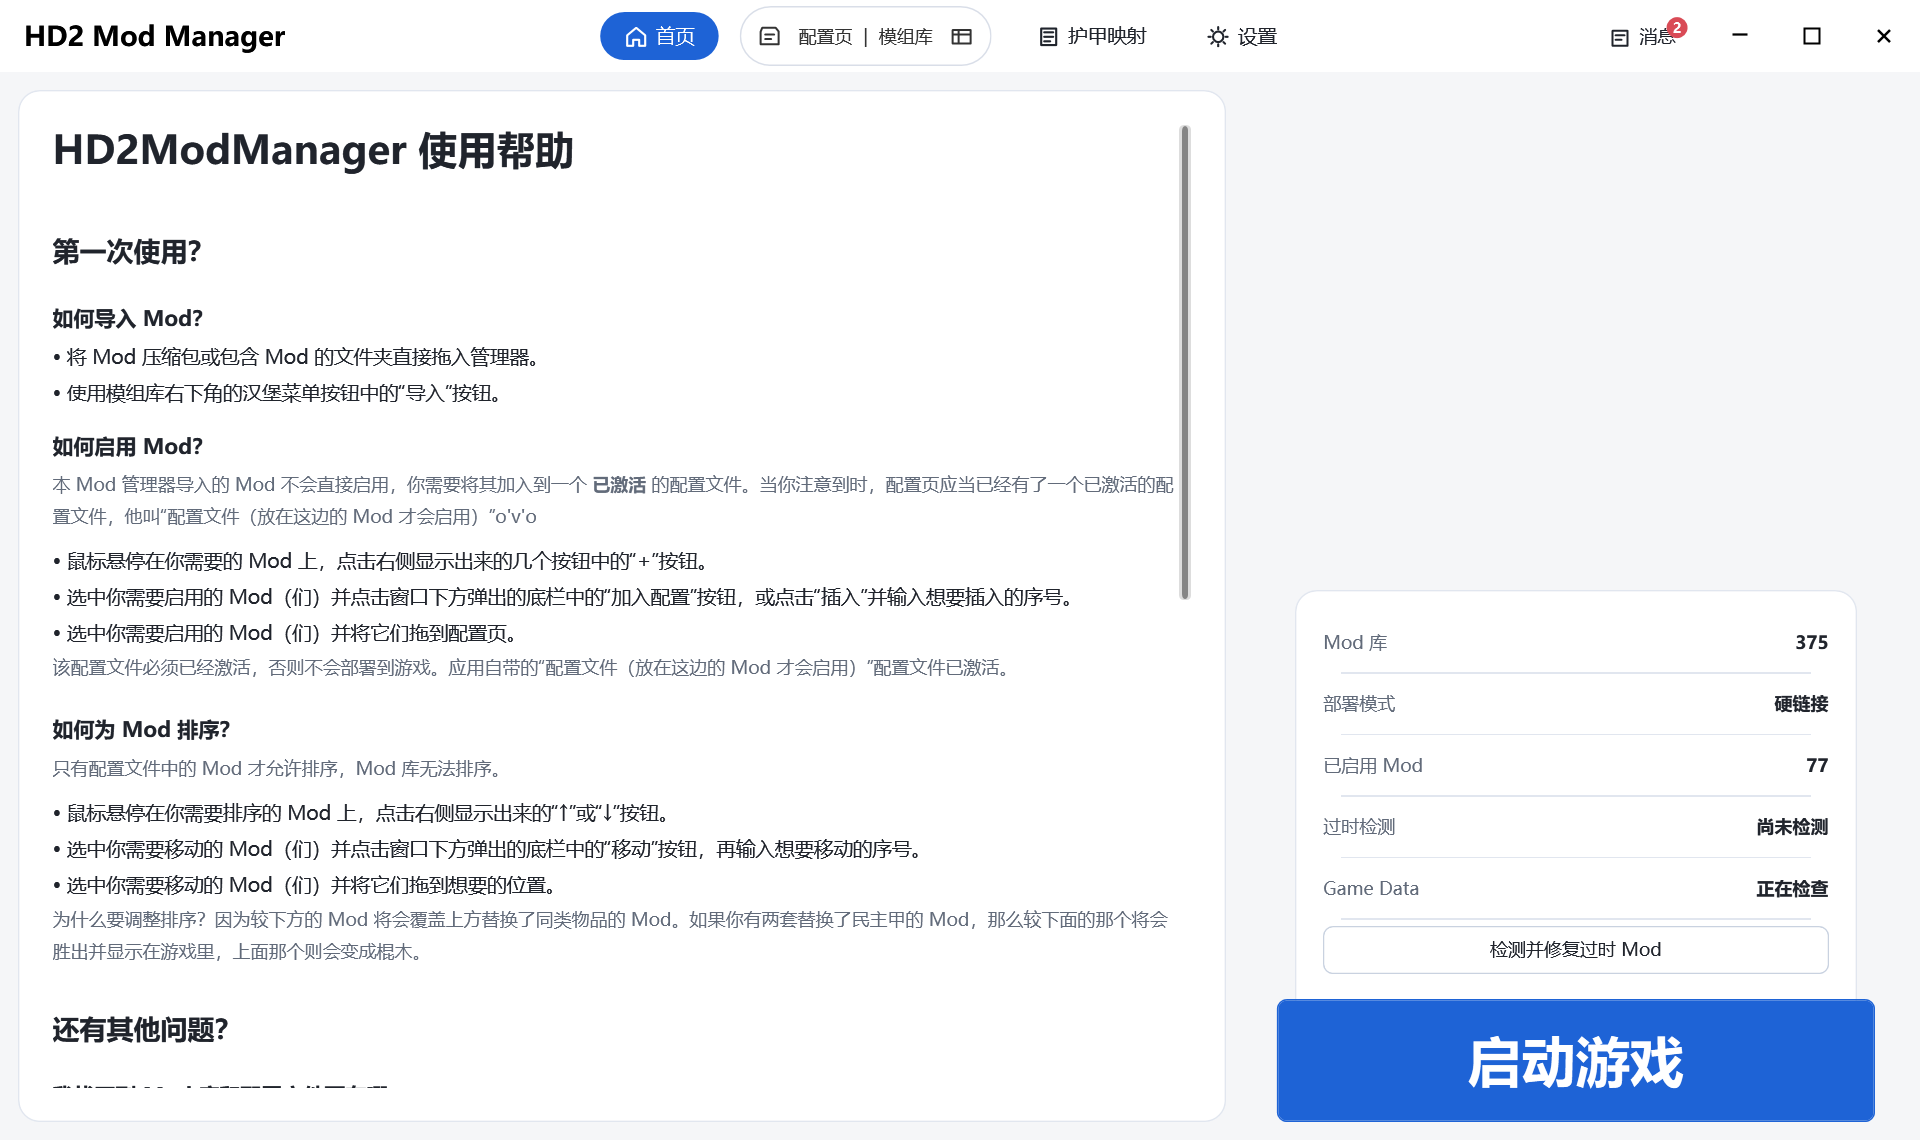 HD2 Mod Manager
首页
配置页 | 模组库
护甲映射
设置
消息
2
HD2ModManager 使用帮助
第一次使用？
如何导入 Mod？
• 将 Mod 压缩包或包含 Mod 的文件夹直接拖入管理器。
• 使用模组库右下角的汉堡菜单按钮中的“导入”按钮。
如何启用 Mod？
本 Mod 管理器导入的 Mod 不会直接启用，你需要将其加入到一个 已激活 的配置文件。当你注意到时，配置页应当已经有了一个已激活的配
置文件，他叫“配置文件（放在这边的 Mod 才会启用）”o'v'o
• 鼠标悬停在你需要的 Mod 上，点击右侧显示出来的几个按钮中的“+”按钮。
• 选中你需要启用的 Mod（们）并点击窗口下方弹出的底栏中的“加入配置”按钮，或点击“插入”并输入想要插入的序号。
• 选中你需要启用的 Mod（们）并将它们拖到配置页。
该配置文件必须已经激活，否则不会部署到游戏。应用自带的“配置文件（放在这边的 Mod 才会启用）”配置文件已激活。
如何为 Mod 排序？
只有配置文件中的 Mod 才允许排序，Mod 库无法排序。
• 鼠标悬停在你需要排序的 Mod 上，点击右侧显示出来的“↑”或“↓”按钮。
• 选中你需要移动的 Mod（们）并点击窗口下方弹出的底栏中的“移动”按钮，再输入想要移动的序号。
• 选中你需要移动的 Mod（们）并将它们拖到想要的位置。
为什么要调整排序？因为较下方的 Mod 将会覆盖上方替换了同类物品的 Mod。如果你有两套替换了民主甲的 Mod，那么较下面的那个将会
胜出并显示在游戏里，上面那个则会变成棍木。
还有其他问题？
Mod 库 375
部署模式 硬链接
已启用 Mod 77
过时检测 尚未检测
Game Data 正在检查
检测并修复过时 Mod
启动游戏